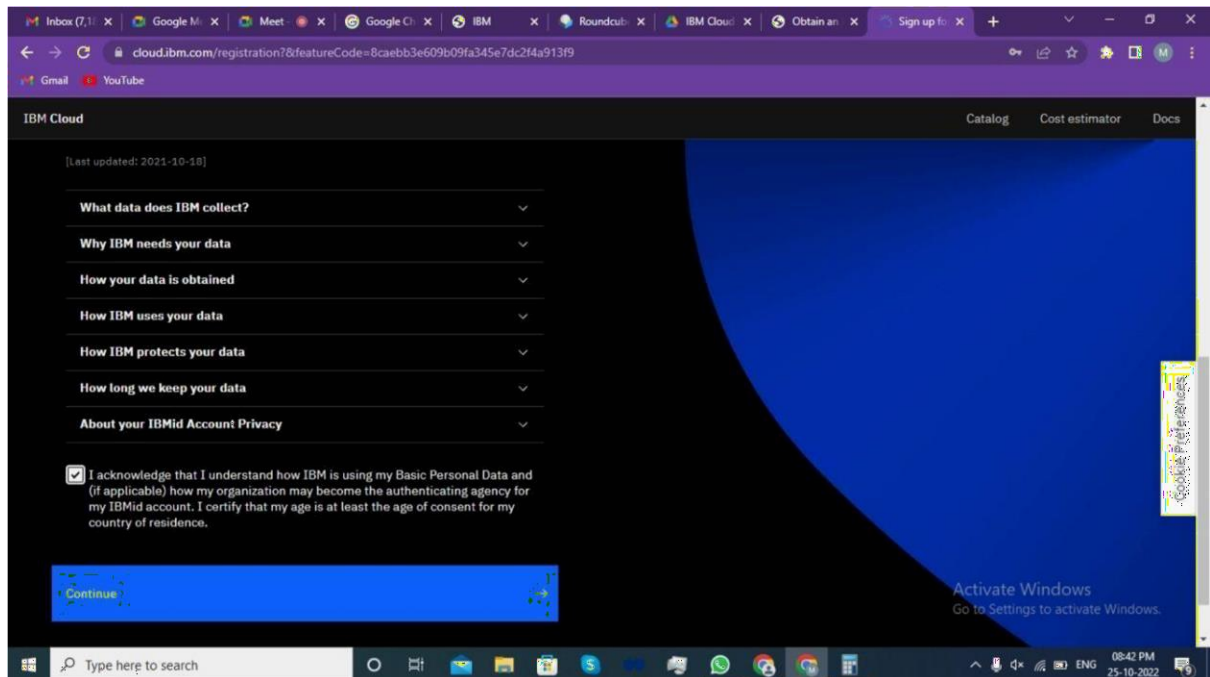 Inbox (7,1
Google M
Meet -
Google Ch
IBM
Roundcub
IBM Cloud
Obtain an
Sign up fo
cloud.ibm.com/registration?&featureCode=8caebb3e609b09fa345e7dc2f4a913f9
M
Gmail
YouTube
IBM Cloud
Catalog
Cost estimator
Docs
[Last updated: 2021-10-18]
What data does IBM collect?
Why IBM needs your data
How your data is obtained
How IBM uses your data
How IBM protects your data
How long we keep your data
About your IBMid Account Privacy
I acknowledge that I understand how IBM is using my Basic Personal Data and
(if applicable) how my organization may become the authenticating agency for
my IBMid account. I certify that my age is at least the age of consent for my
country of residence.
Cookie Preferences
Continue
Activate Windows
Go to Settings to activate Windows.
Type here to search
ENG
08:42 PM
25-10-2022